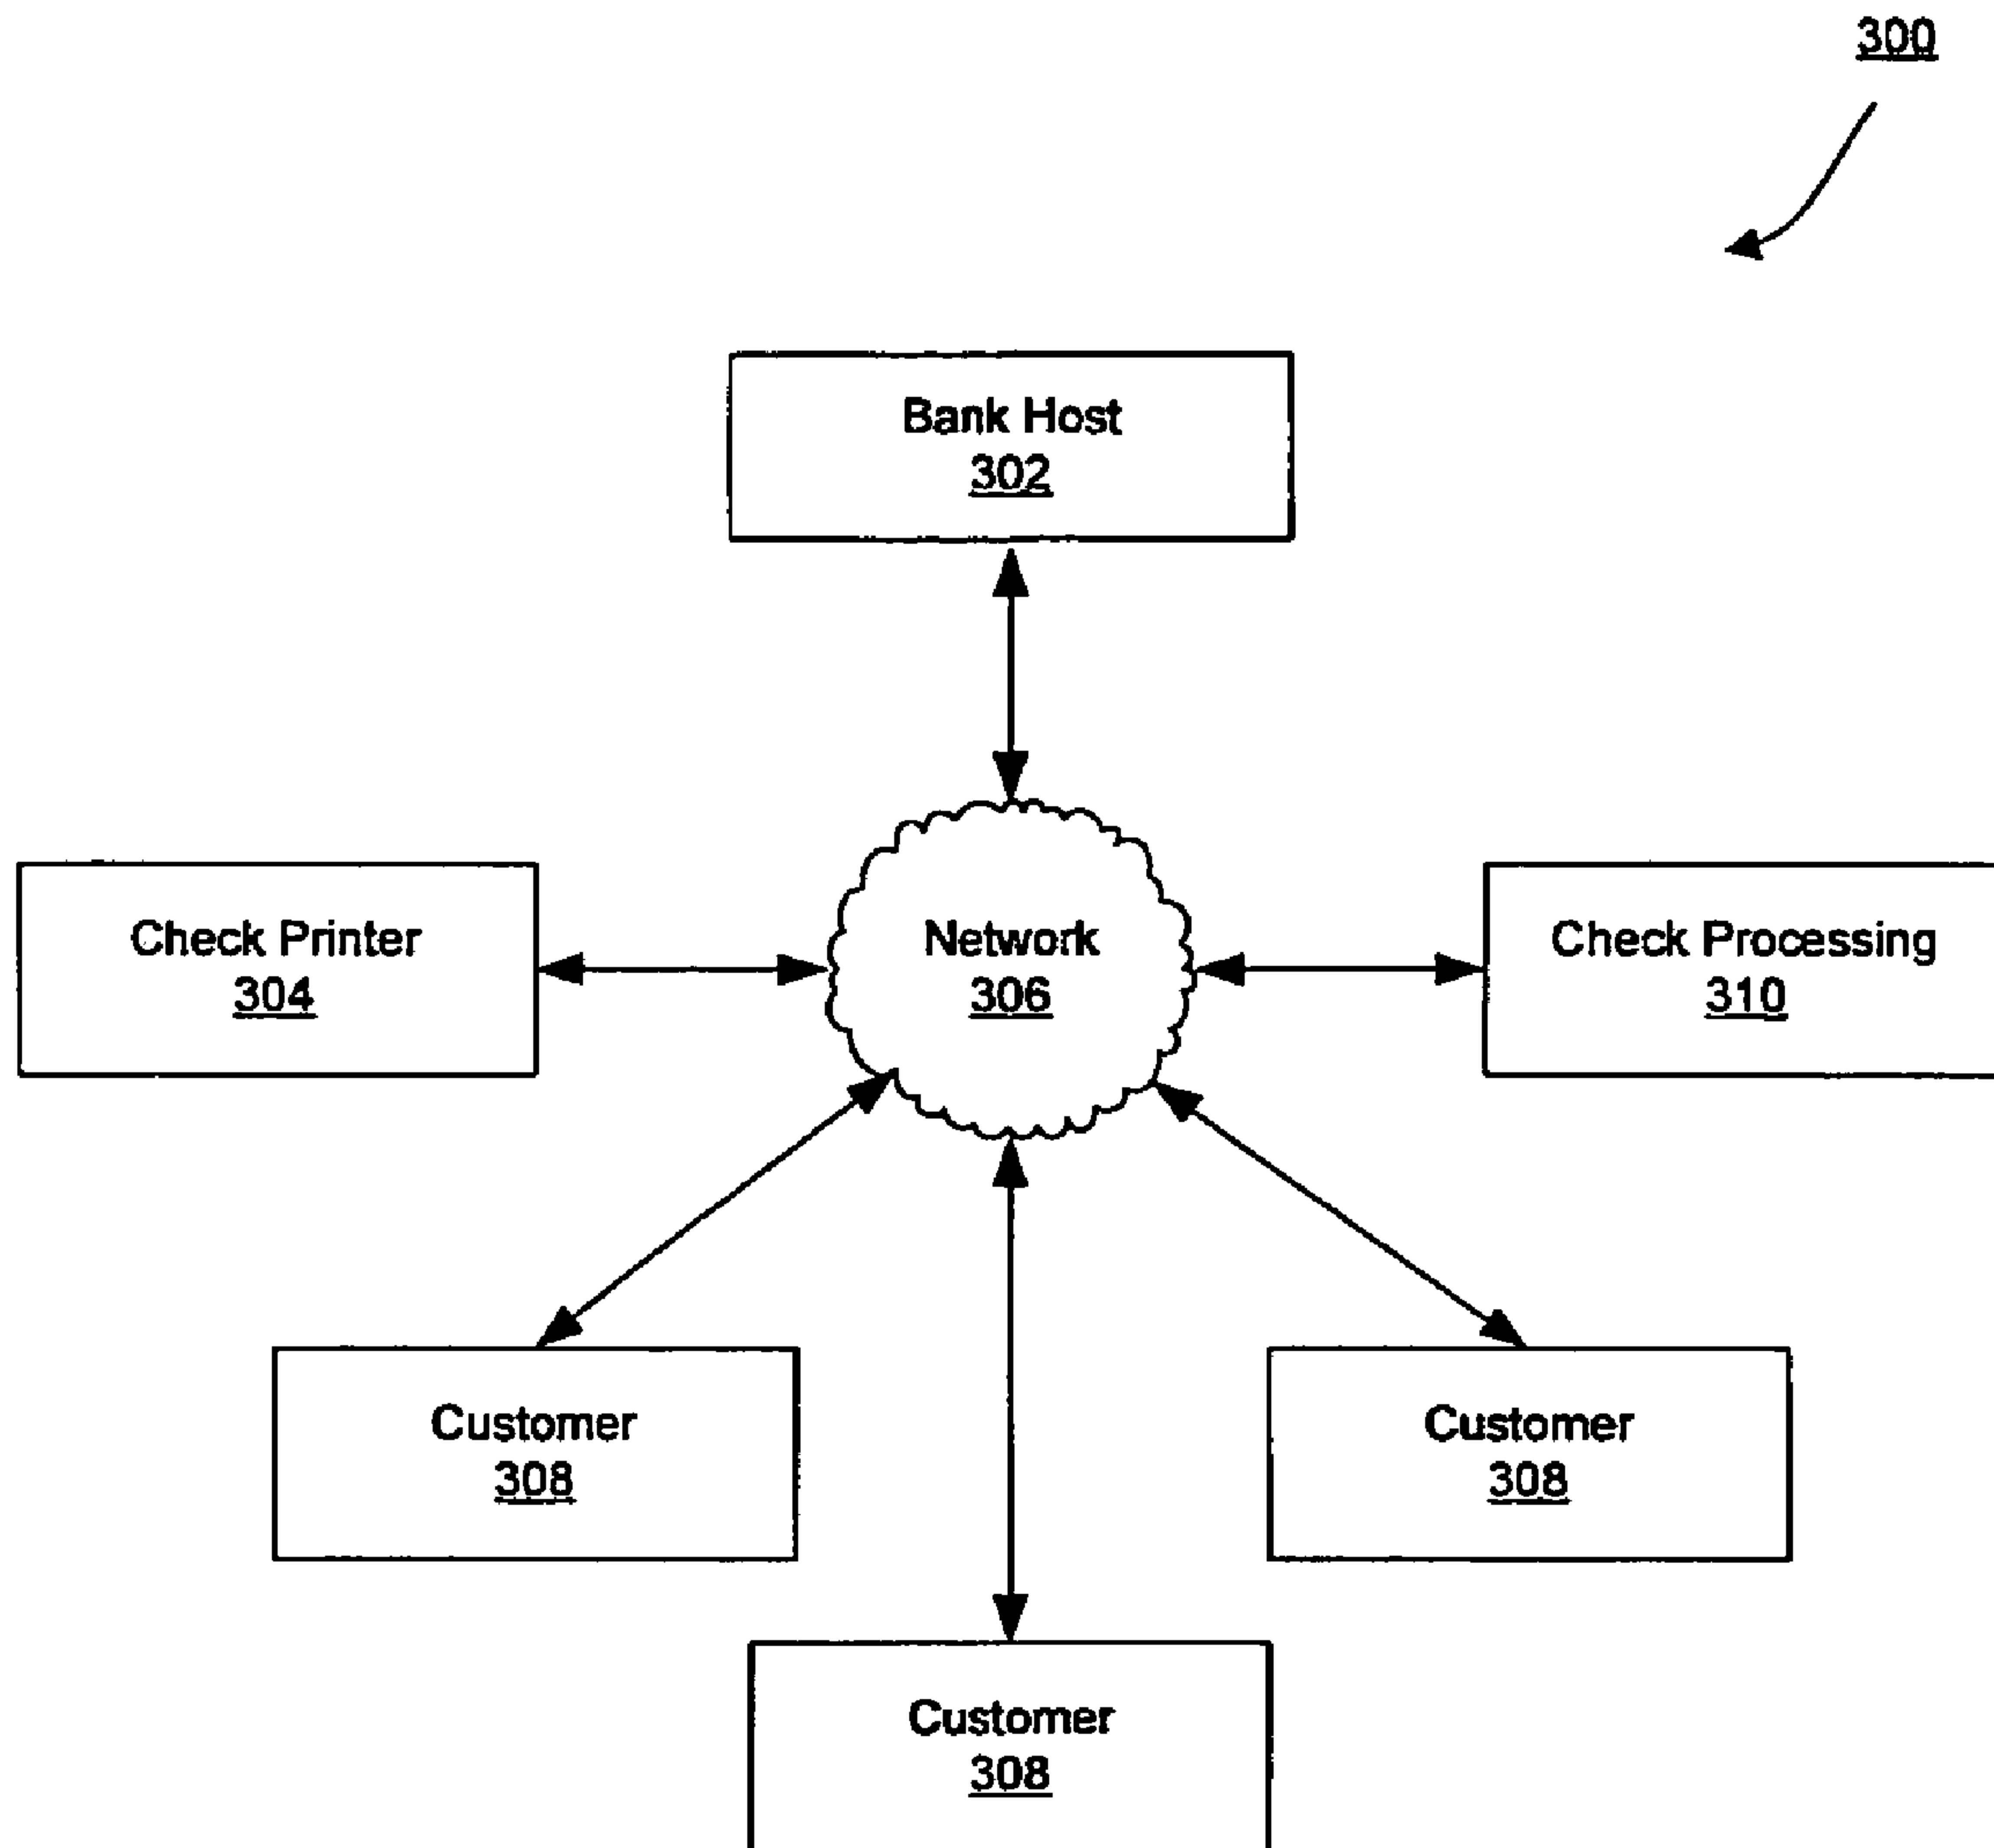 300
Bank Host
302
Check Printer
304
Network
306
Check Processing
310
Customer
308
Customer
308
Customer
308